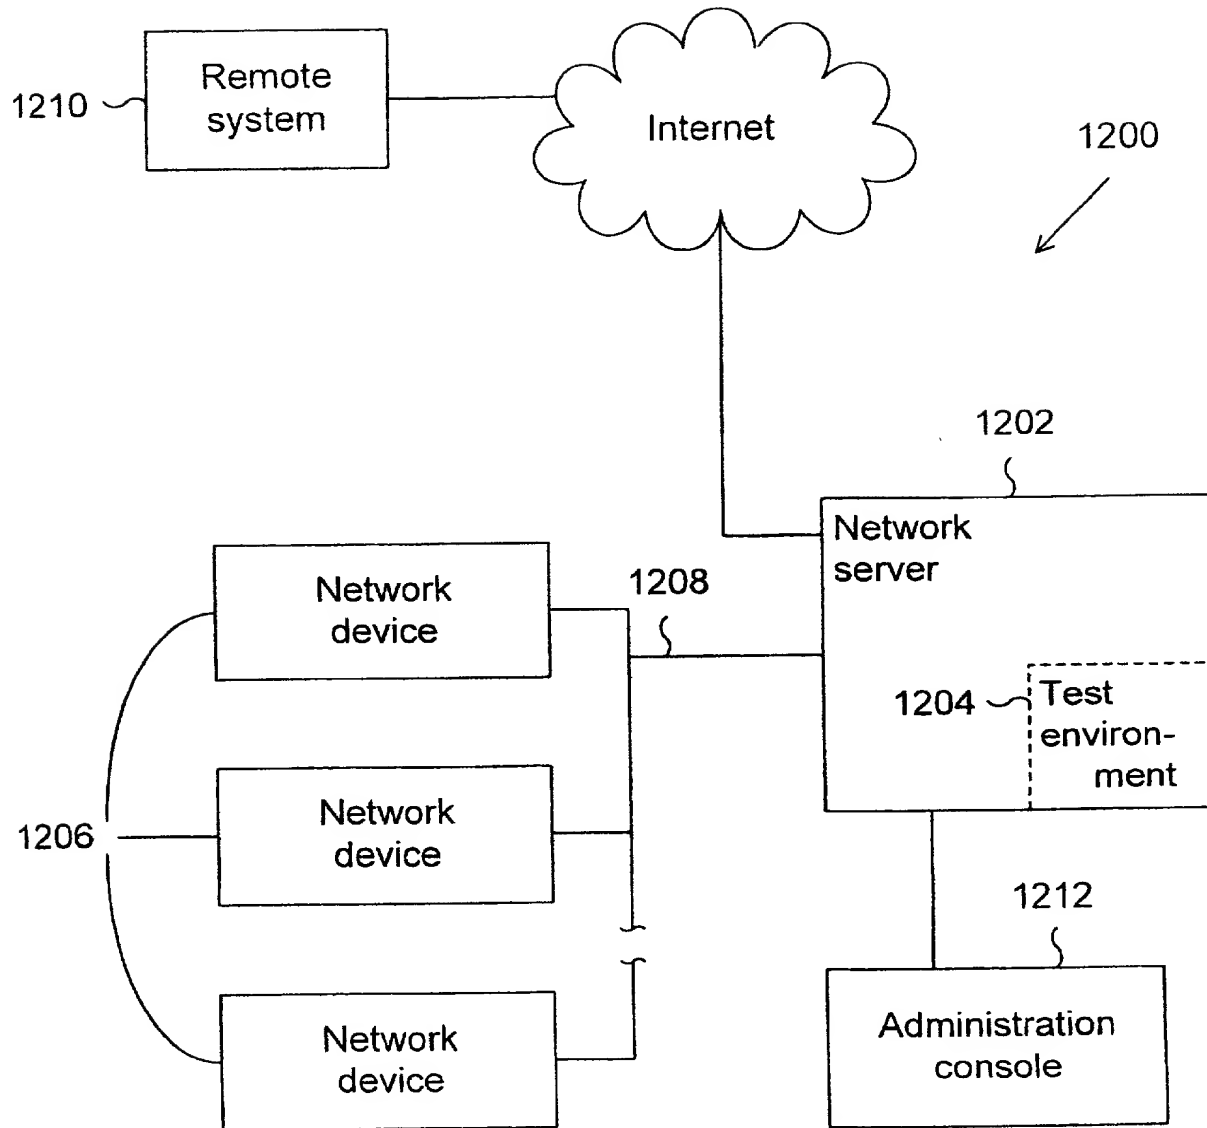 Remote
system
1210
Internet
1200
1202
Network
server
1208
Network
device
1204
Test
environ-
ment
Network
device
1206
1212
Network
device
Administration
console